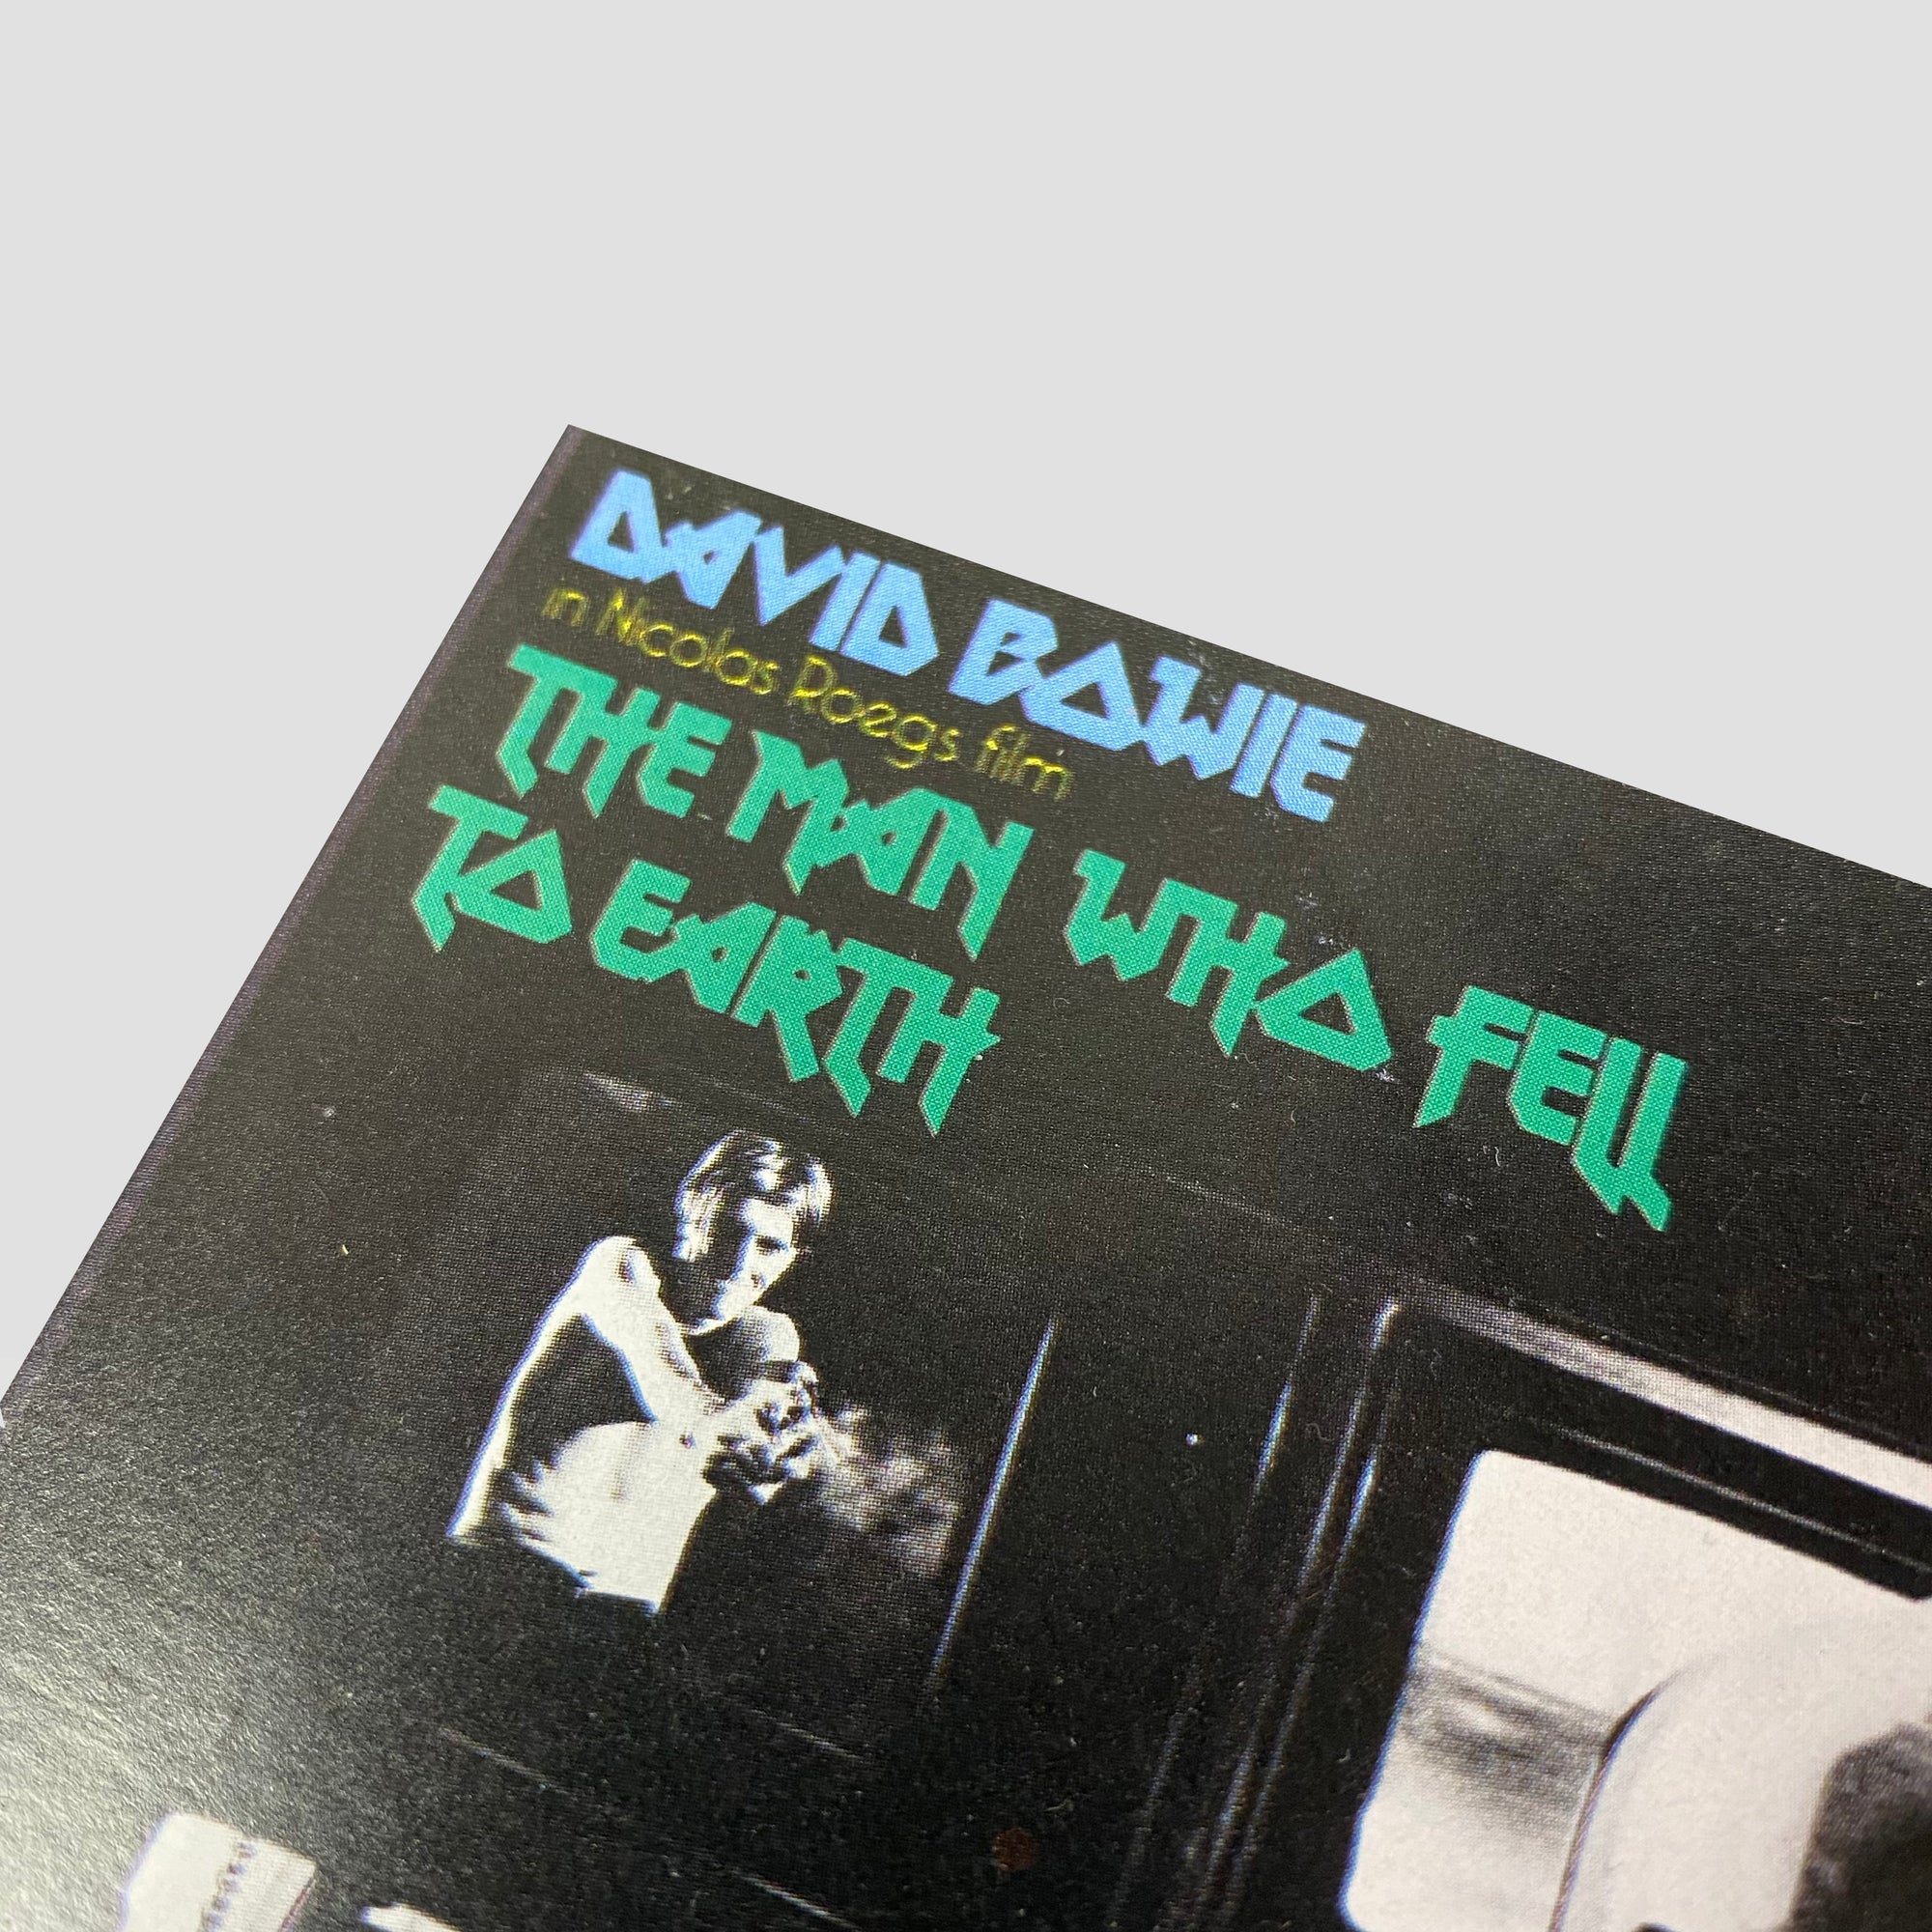 DAVID BOWIE
in Nicolas Roegs film
THE MAN WHO FELL
TO EARTH